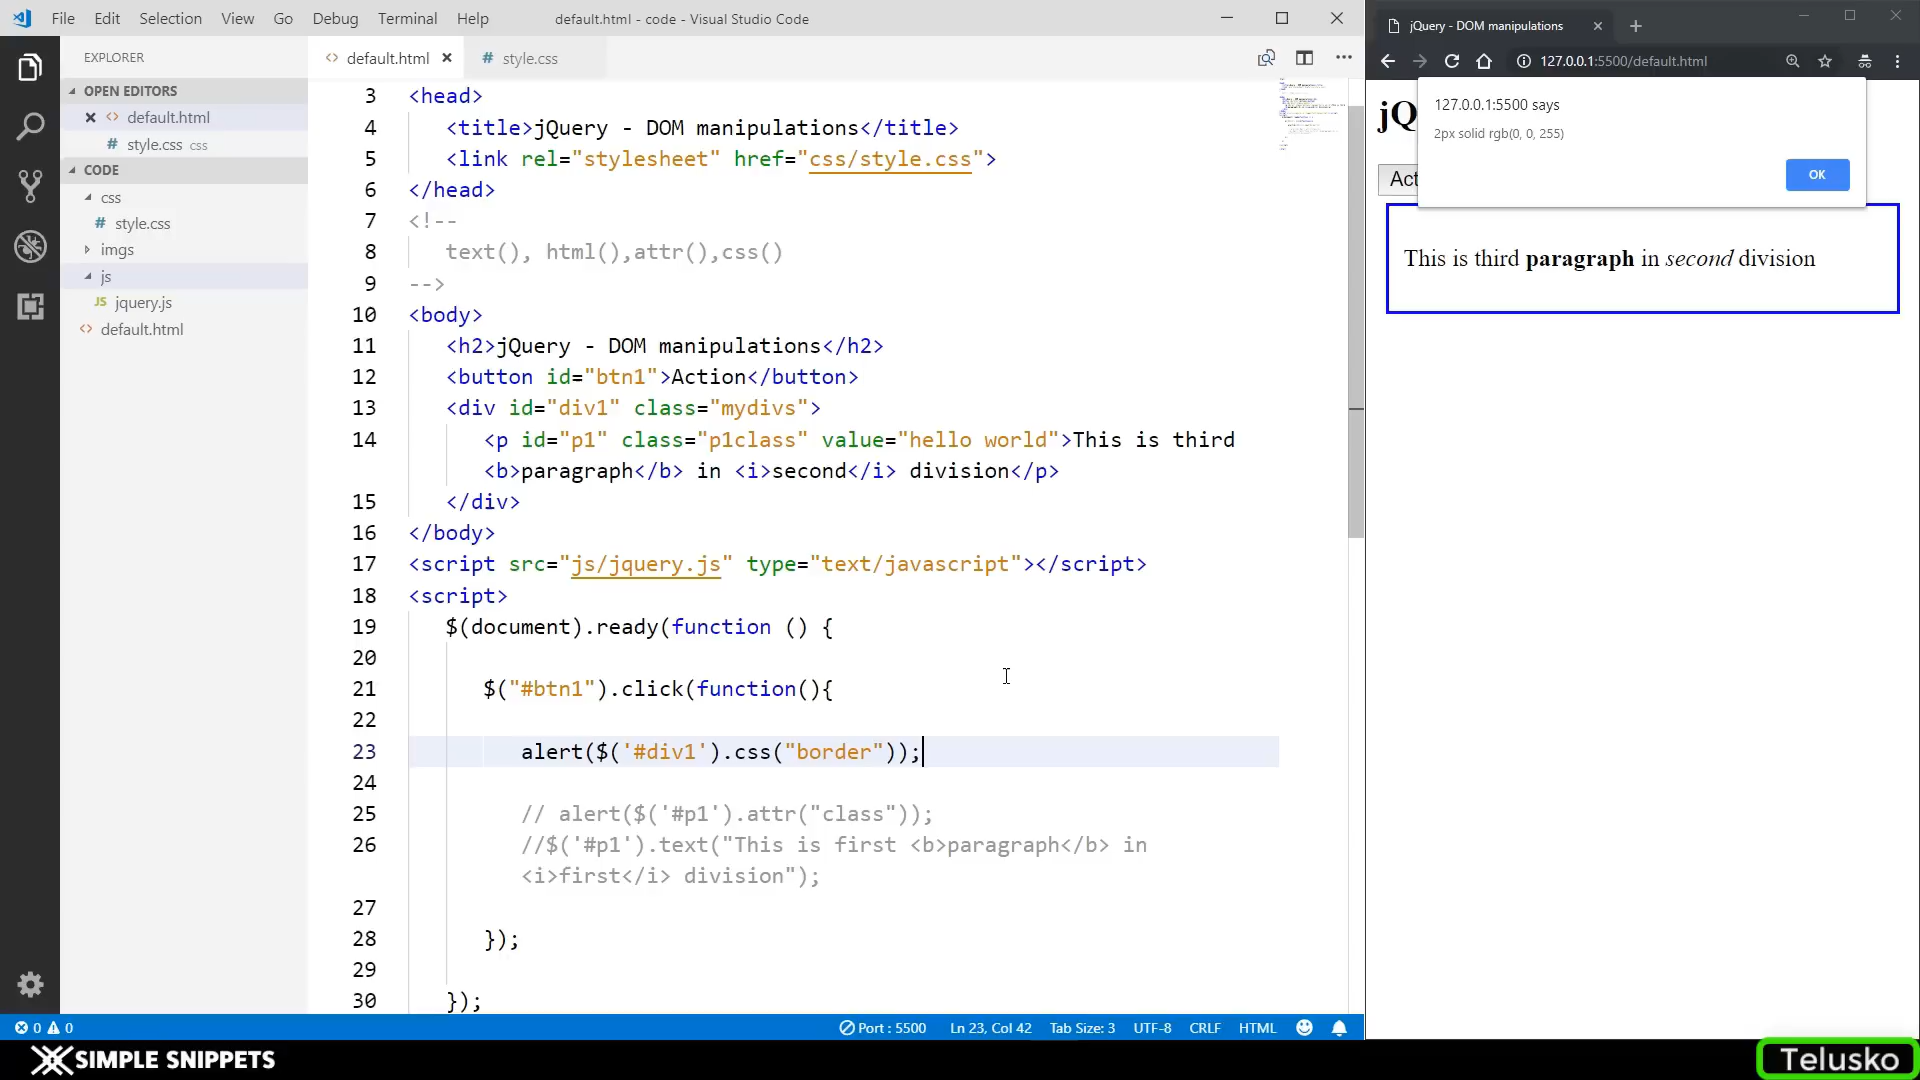 File Edit Selection View Go Debug Terminal Help default.html - code - Visual Studio Code
EXPLORER
OPEN EDITORS
default.html
style.css css
CODE
css
# style.css
imgs
js
JS jquery.js
<> default.html
<> default.html
# style.css
3 <head>
4 <title>jQuery - DOM manipulations</title>
5 <link rel="stylesheet" href="css/style.css">
6 </head>
7 <!--
8 text(), html(),attr(),css()
9 -->
10 <body>
11 <h2>jQuery - DOM manipulations</h2>
12 <button id="btn1">Action</button>
13 <div id="div1" class="mydivs">
14 <p id="p1" class="p1class" value="hello world">This is third
<b>paragraph</b> in <i>second</i> division</p>
15 </div>
16 </body>
17 <script src="js/jquery.js" type="text/javascript"></script>
18 <script>
19 $(document).ready(function () {
20
21 $("#btn1").click(function(){
22
23 alert($('#div1').css("border"));
24
25 // alert($('#p1').attr("class"));
26 //$('#p1').text("This is first <b>paragraph</b> in
<i>first</i> division");
27
28 });
29
30 });
0 0 Port : 5500 Ln 23, Col 42 Tab Size: 3 UTF-8 CRLF HTML
jQuery - DOM manipulations
127.0.0.1:5500/default.html
127.0.0.1:5500 says
2px solid rgb(0, 0, 255)
OK
jQ
Act
This is third paragraph in second division
SIMPLE SNIPPETS
Telusko